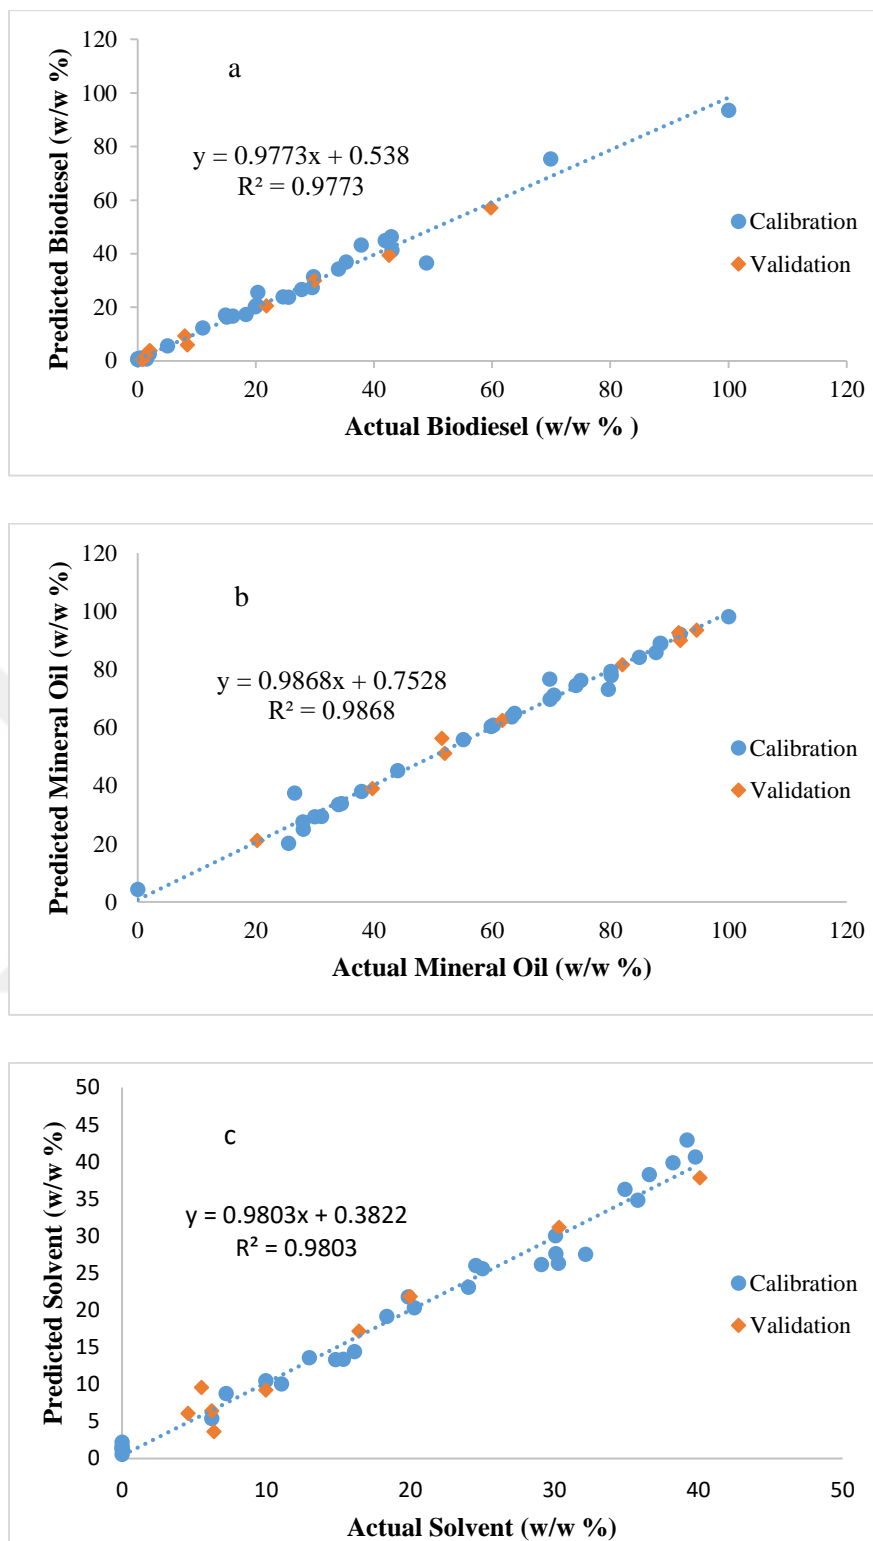 120
a
100
80
y = 0.9773x + 0.538
R² = 0.9773
60
Calibration
40
Validation
20
0
0 20 40 60 80 100 120
Predicted Biodiesel (w/w %)
Actual Biodiesel (w/w % )
120
b
100
80
y = 0.9868x + 0.7528
R² = 0.9868
60
Calibration
40
Validation
20
0
0 20 40 60 80 100 120
Predicted Mineral Oil (w/w %)
Actual Mineral Oil (w/w %)
50
45
c
40
35
y = 0.9803x + 0.3822
R² = 0.9803
30
25
Calibration
20
Validation
15
10
5
0
0 10 20 30 40 50
Predicted Solvent (w/w %)
Actual Solvent (w/w %)